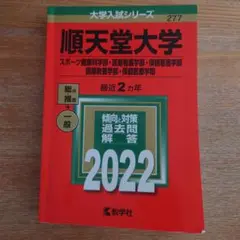 大学入試シリーズ
277
順天堂大学
スポーツ健康科学部・医療看護学部・保健看護学部
国際教養学部・保健医療学部
最近2カ年
総合
推薦
一般
傾向と対策
過去問
解答
2022
教学社